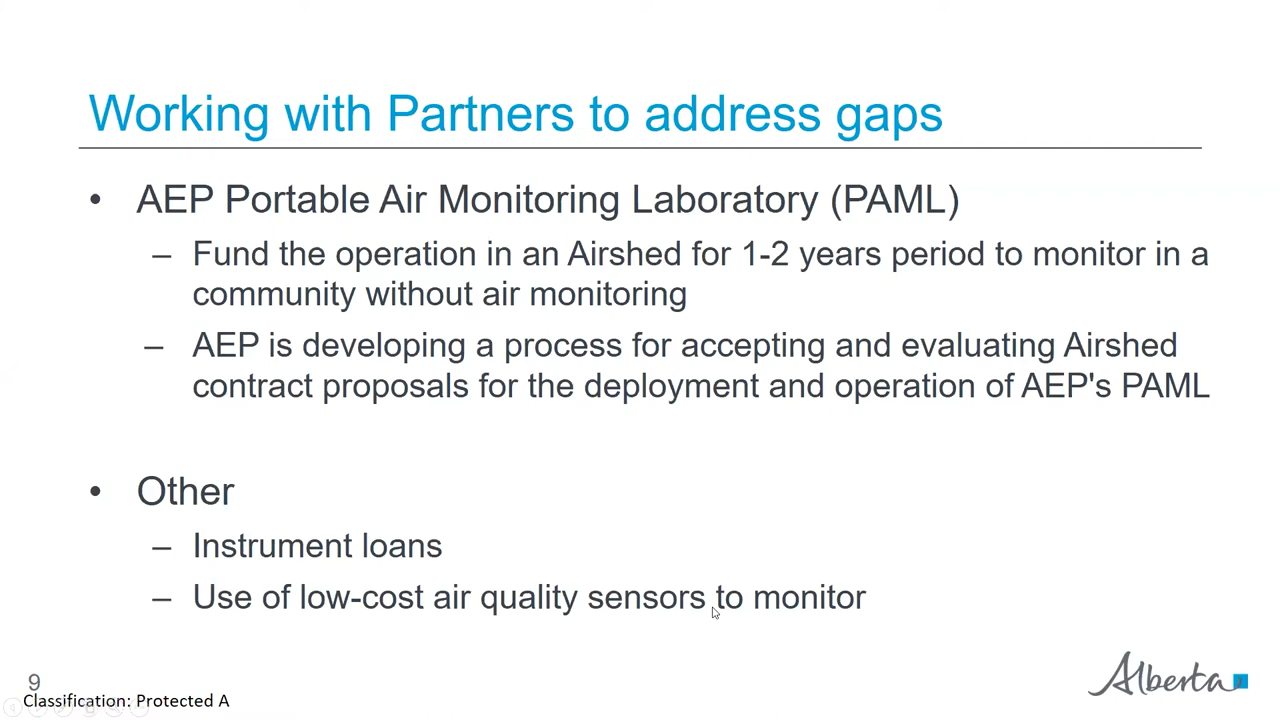 Working with Partners to address gaps
• AEP Portable Air Monitoring Laboratory (PAML)
– Fund the operation in an Airshed for 1-2 years period to monitor in a
community without air monitoring
– AEP is developing a process for accepting and evaluating Airshed
contract proposals for the deployment and operation of AEP's PAML
• Other
– Instrument loans
– Use of low-cost air quality sensors to monitor
9
Classification: Protected A
Alberta